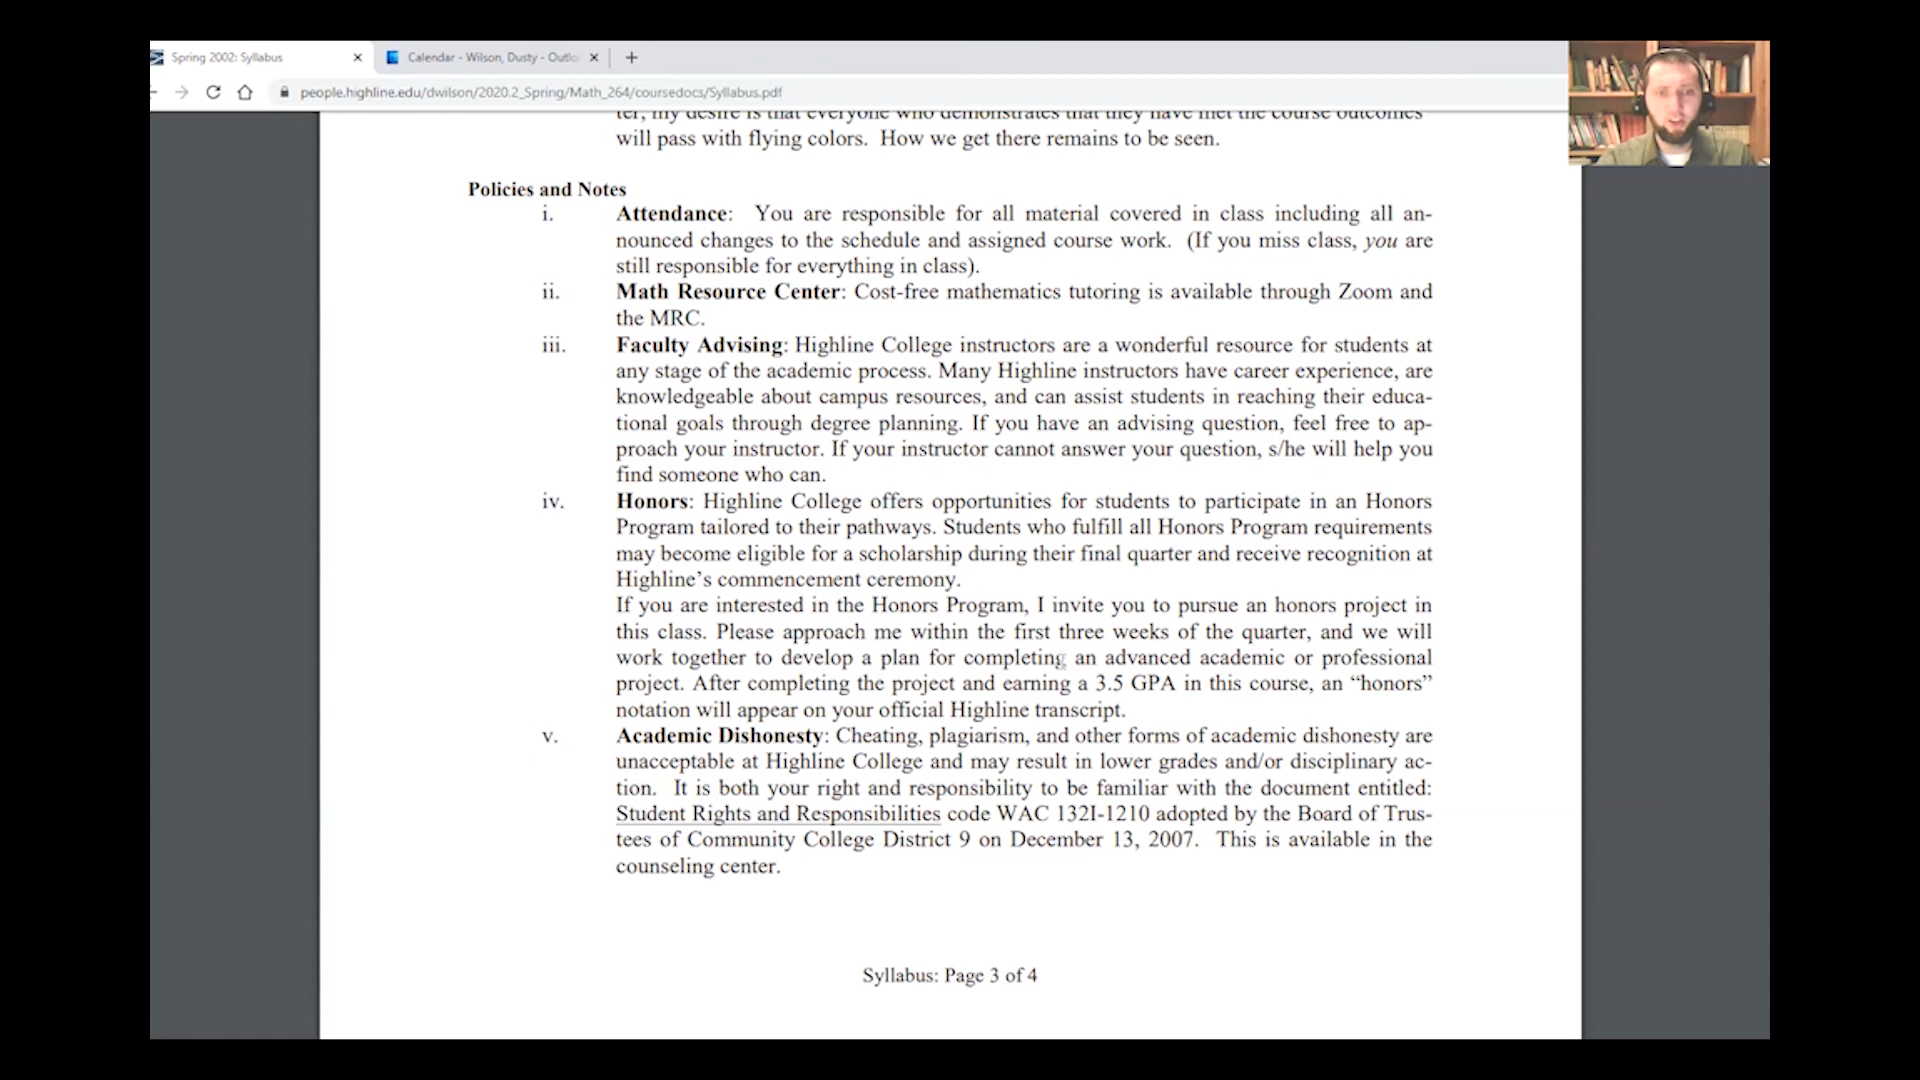 Spring 2002: Syllabus
Calendar - Wilson, Dusty - Outlo
people.highline.edu/dwilson/2020.2_Spring/Math_264/coursedocs/Syllabus.pdf
ter, my desire is that everyone who demonstrates that they have met the course outcomes
will pass with flying colors. How we get there remains to be seen.
Policies and Notes
i. Attendance: You are responsible for all material covered in class including all an-
nounced changes to the schedule and assigned course work. (If you miss class, you are
still responsible for everything in class).
ii. Math Resource Center: Cost-free mathematics tutoring is available through Zoom and
the MRC.
iii. Faculty Advising: Highline College instructors are a wonderful resource for students at
any stage of the academic process. Many Highline instructors have career experience, are
knowledgeable about campus resources, and can assist students in reaching their educa-
tional goals through degree planning. If you have an advising question, feel free to ap-
proach your instructor. If your instructor cannot answer your question, s/he will help you
find someone who can.
iv. Honors: Highline College offers opportunities for students to participate in an Honors
Program tailored to their pathways. Students who fulfill all Honors Program requirements
may become eligible for a scholarship during their final quarter and receive recognition at
Highline’s commencement ceremony.
If you are interested in the Honors Program, I invite you to pursue an honors project in
this class. Please approach me within the first three weeks of the quarter, and we will
work together to develop a plan for completing an advanced academic or professional
project. After completing the project and earning a 3.5 GPA in this course, an “honors”
notation will appear on your official Highline transcript.
v. Academic Dishonesty: Cheating, plagiarism, and other forms of academic dishonesty are
unacceptable at Highline College and may result in lower grades and/or disciplinary ac-
tion. It is both your right and responsibility to be familiar with the document entitled:
Student Rights and Responsibilities code WAC 132I-1210 adopted by the Board of Trus-
tees of Community College District 9 on December 13, 2007. This is available in the
counseling center.
Syllabus: Page 3 of 4